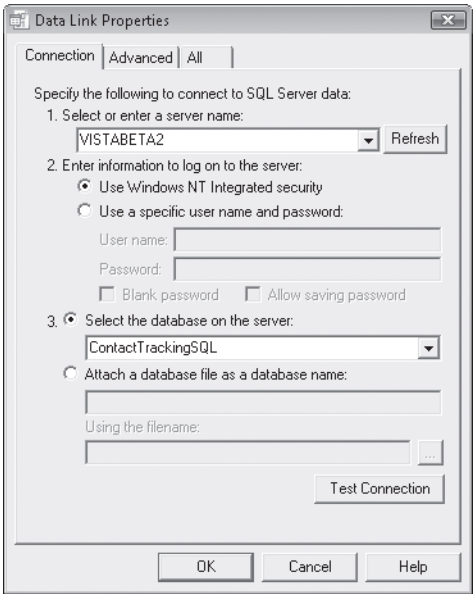 Data Link Properties
Connection Advanced All
Specify the following to connect to SQL Server data:
1. Select or enter a server name:
VISTABETA2 Refresh
2. Enter information to log on to the server:
Use Windows NT Integrated security
Use a specific user name and password:
User name:
Password:
Blank password Allow saving password
3. Select the database on the server:
ContactTrackingSQL
Attach a database file as a database name:
Using the filename:
...
Test Connection
OK Cancel Help